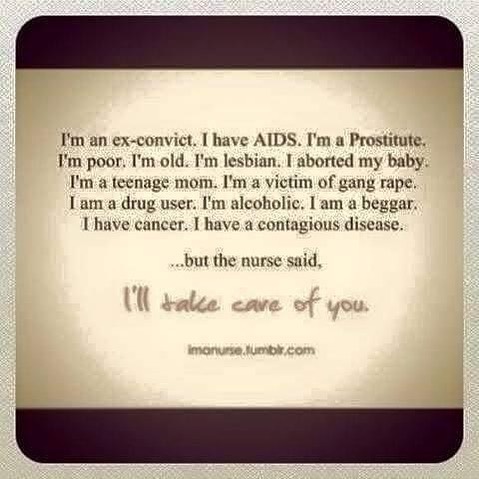 I'm an ex-convict. I have AIDS. I'm a Prostitute.
I'm poor. I'm old. I'm lesbian. I aborted my baby.
I'm a teenage mom. I'm a victim of gang rape.
I am a drug user. I'm alcoholic. I am a beggar.
I have cancer. I have a contagious disease.
...but the nurse said,
I'll take care of you.
imanurse.tumblr.com